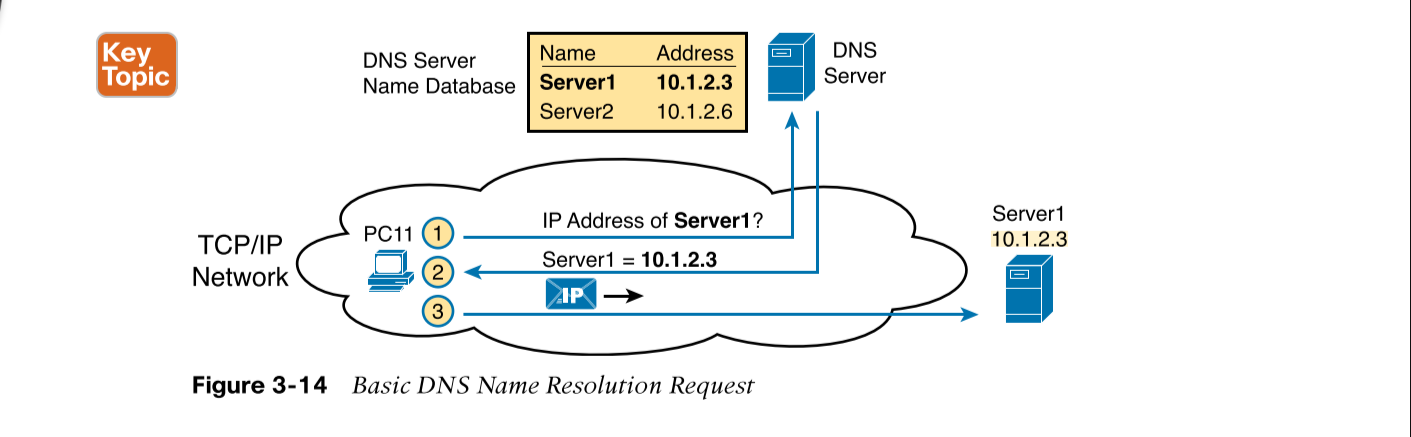 Key
Topic
DNS Server
Name Database
Name Address
Server1 10.1.2.3
Server2 10.1.2.6
DNS
Server
TCP/IP
Network
PC11
1
IP Address of Server1?
2
Server1 = 10.1.2.3
IP
3
Server1
10.1.2.3
Figure 3-14 Basic DNS Name Resolution Request